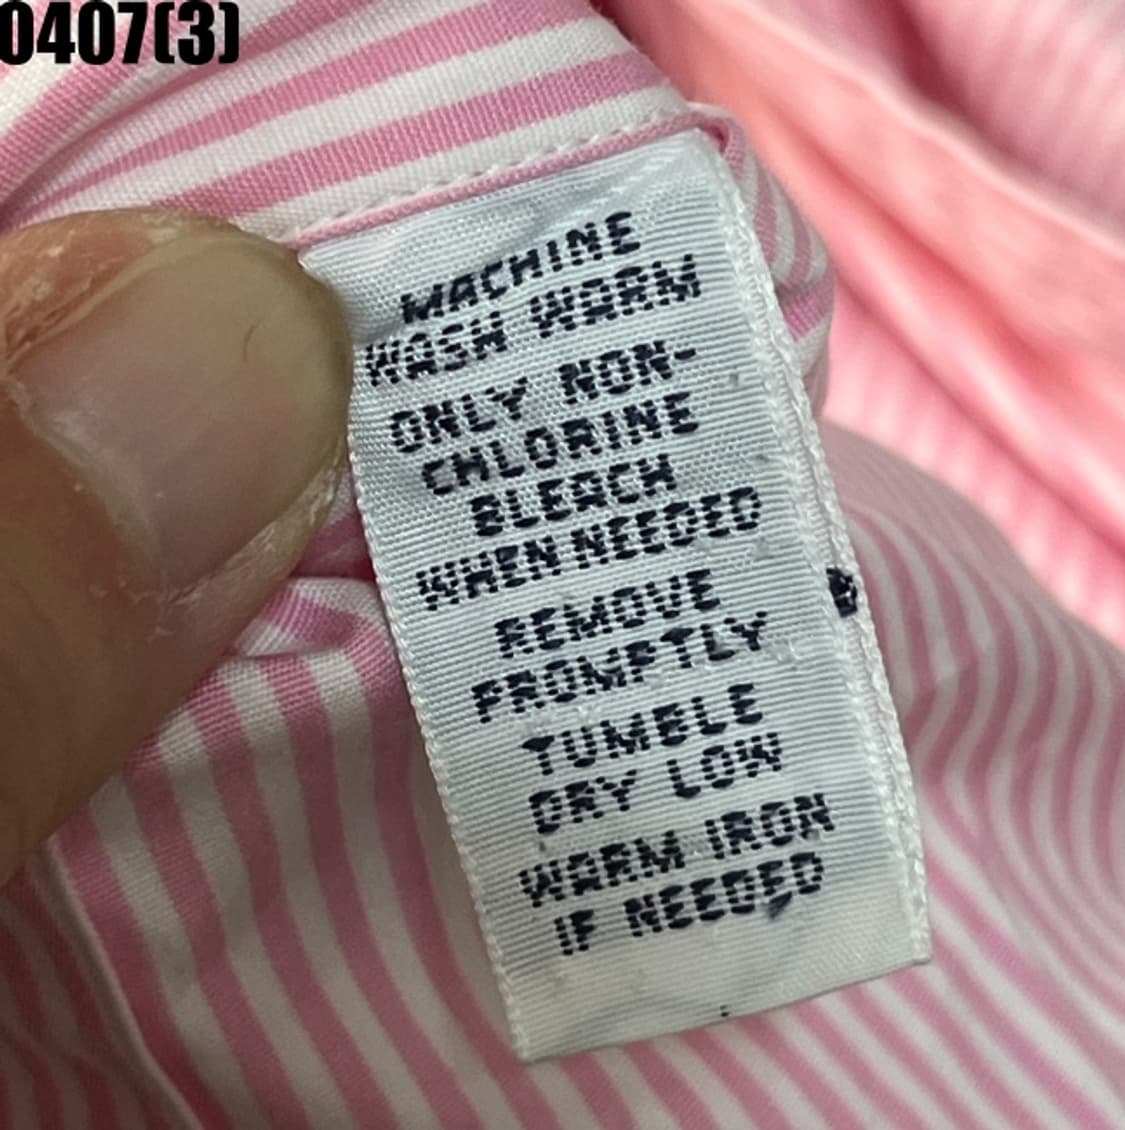 0407(3)
MACHINE
WASH WARM
ONLY NON-
CHLORINE
BLEACH
WHEN NEEDED
REMOVE
PROMPTLY
TUMBLE
DRY LOW
WARM IRON
IF NEEDED